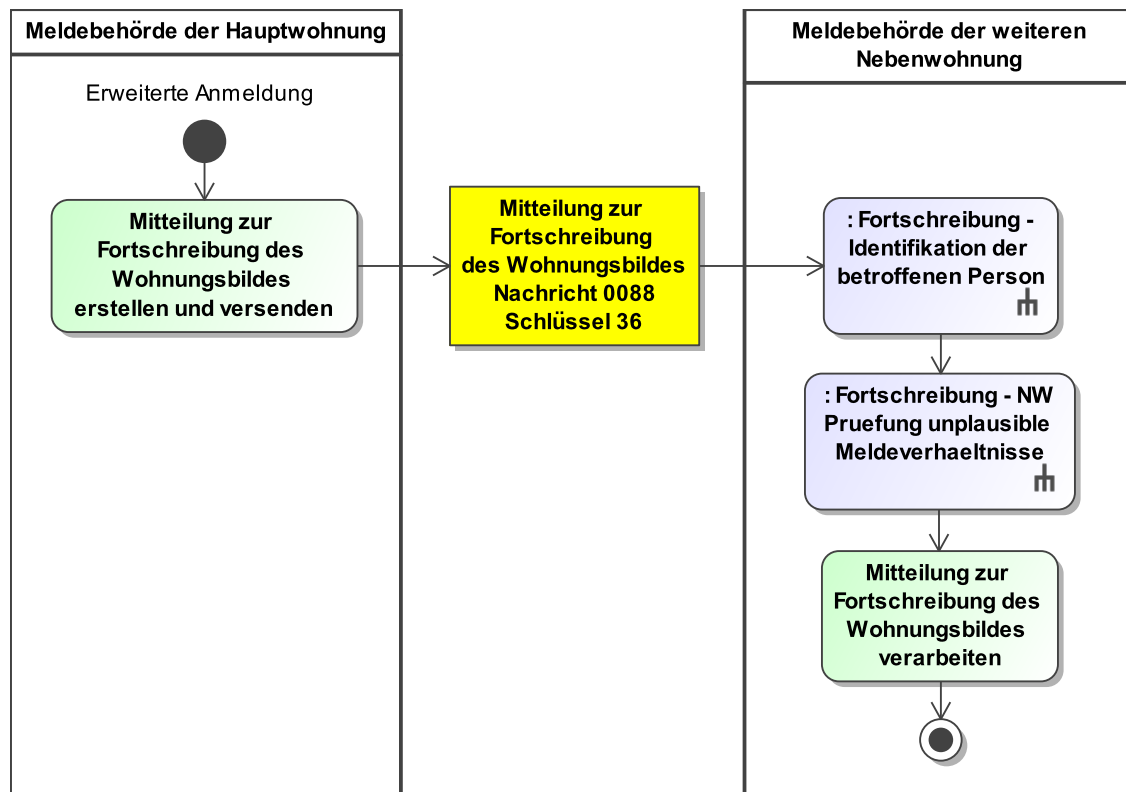 Meldebehörde der Hauptwohnung
Erweiterte Anmeldung
Mitteilung zur
Fortschreibung des
Wohnungsbildes
erstellen und versenden
Mitteilung zur
Fortschreibung
des Wohnungsbildes
Nachricht 0088
Schlüssel 36
Meldebehörde der weiteren
Nebenwohnung
: Fortschreibung -
Identifikation der
betroffenen Person
: Fortschreibung - NW
Pruefung unplausible
Meldeverhaeltnisse
Mitteilung zur
Fortschreibung des
Wohnungsbildes
verarbeiten